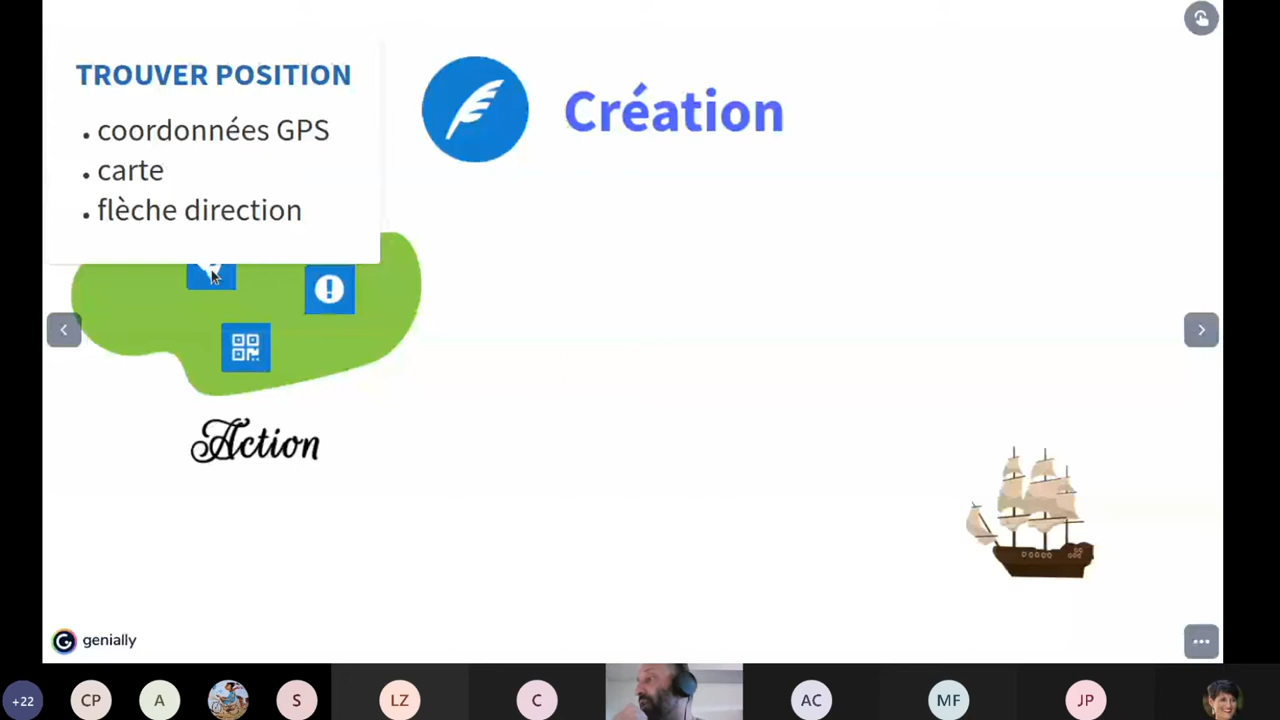 TROUVER POSITION
• coordonnées GPS
• carte
• flèche direction
Création
Action
genially
+22
CP
A
S
LZ
C
AC
MF
JP